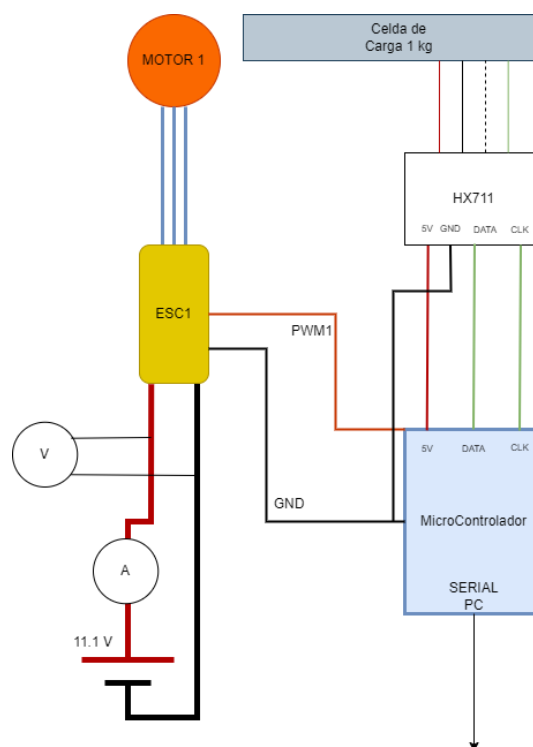 Celda de
Carga 1 kg
MOTOR 1
HX711
5V GND DATA CLK
ESC1
PWM1
5V DATA CLK
V
GND
MicroControlador
A
SERIAL
PC
11.1 V